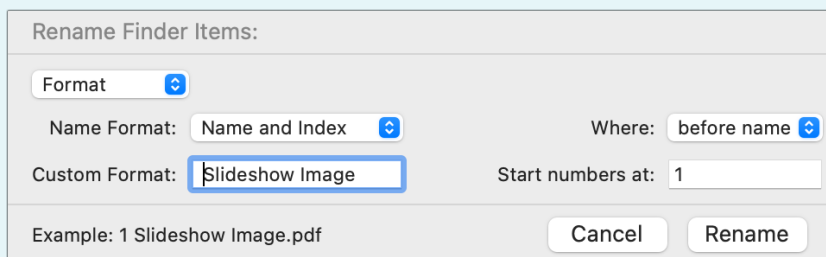 Rename Finder Items:
Format
Name Format: Name and Index Where: before name
Custom Format: Slideshow Image Start numbers at: 1
Example: 1 Slideshow Image.pdf Cancel Rename